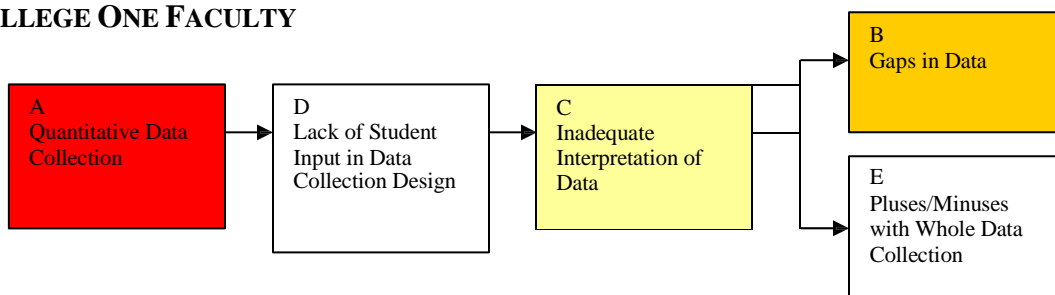 LLEGE ONE FACULTY
A
Quantitative Data
Collection
D
Lack of Student
Input in Data
Collection Design
C
Inadequate
Interpretation of
Data
B
Gaps in Data
E
Pluses/Minuses
with Whole Data
Collection